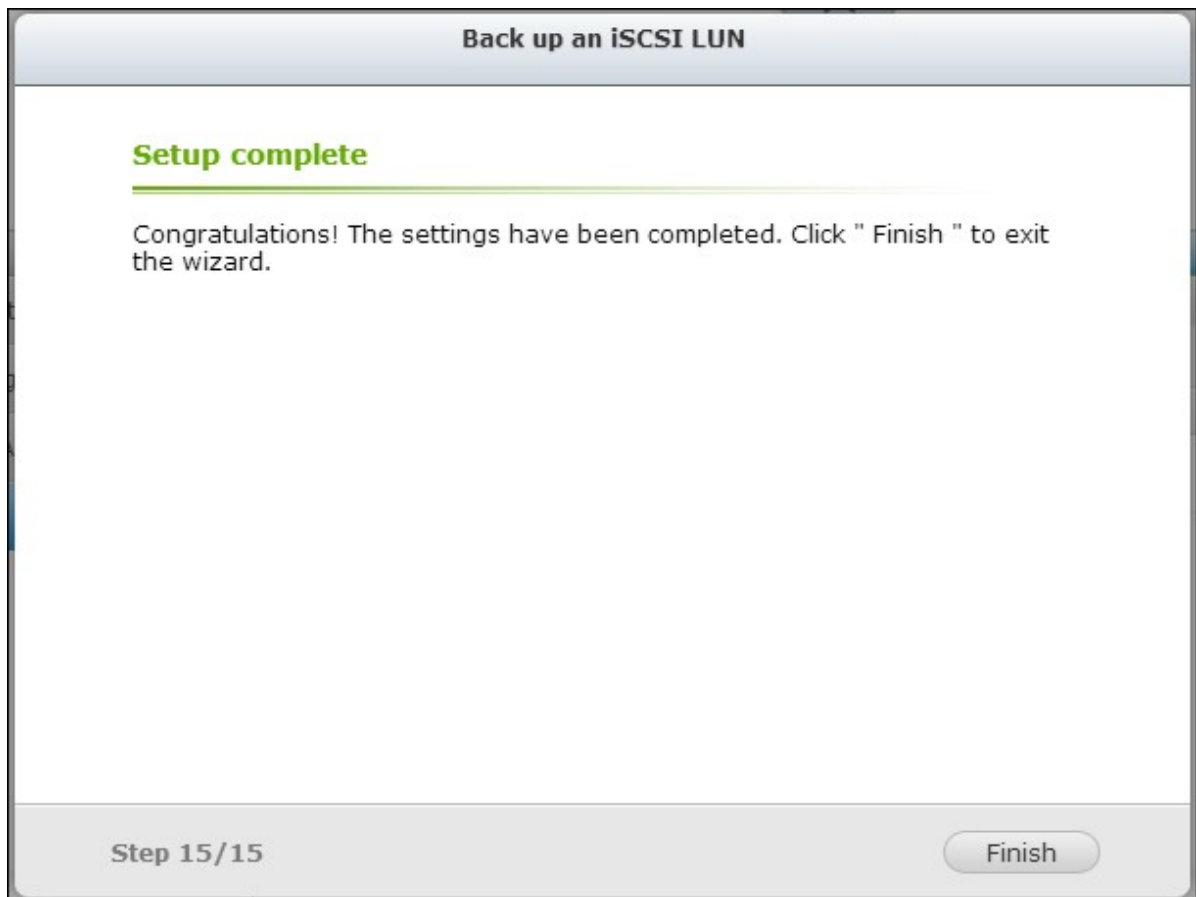 Back up an iSCSI LUN
Setup complete
Congratulations! The settings have been completed. Click " Finish " to exit
the wizard.
Step 15/15
Finish